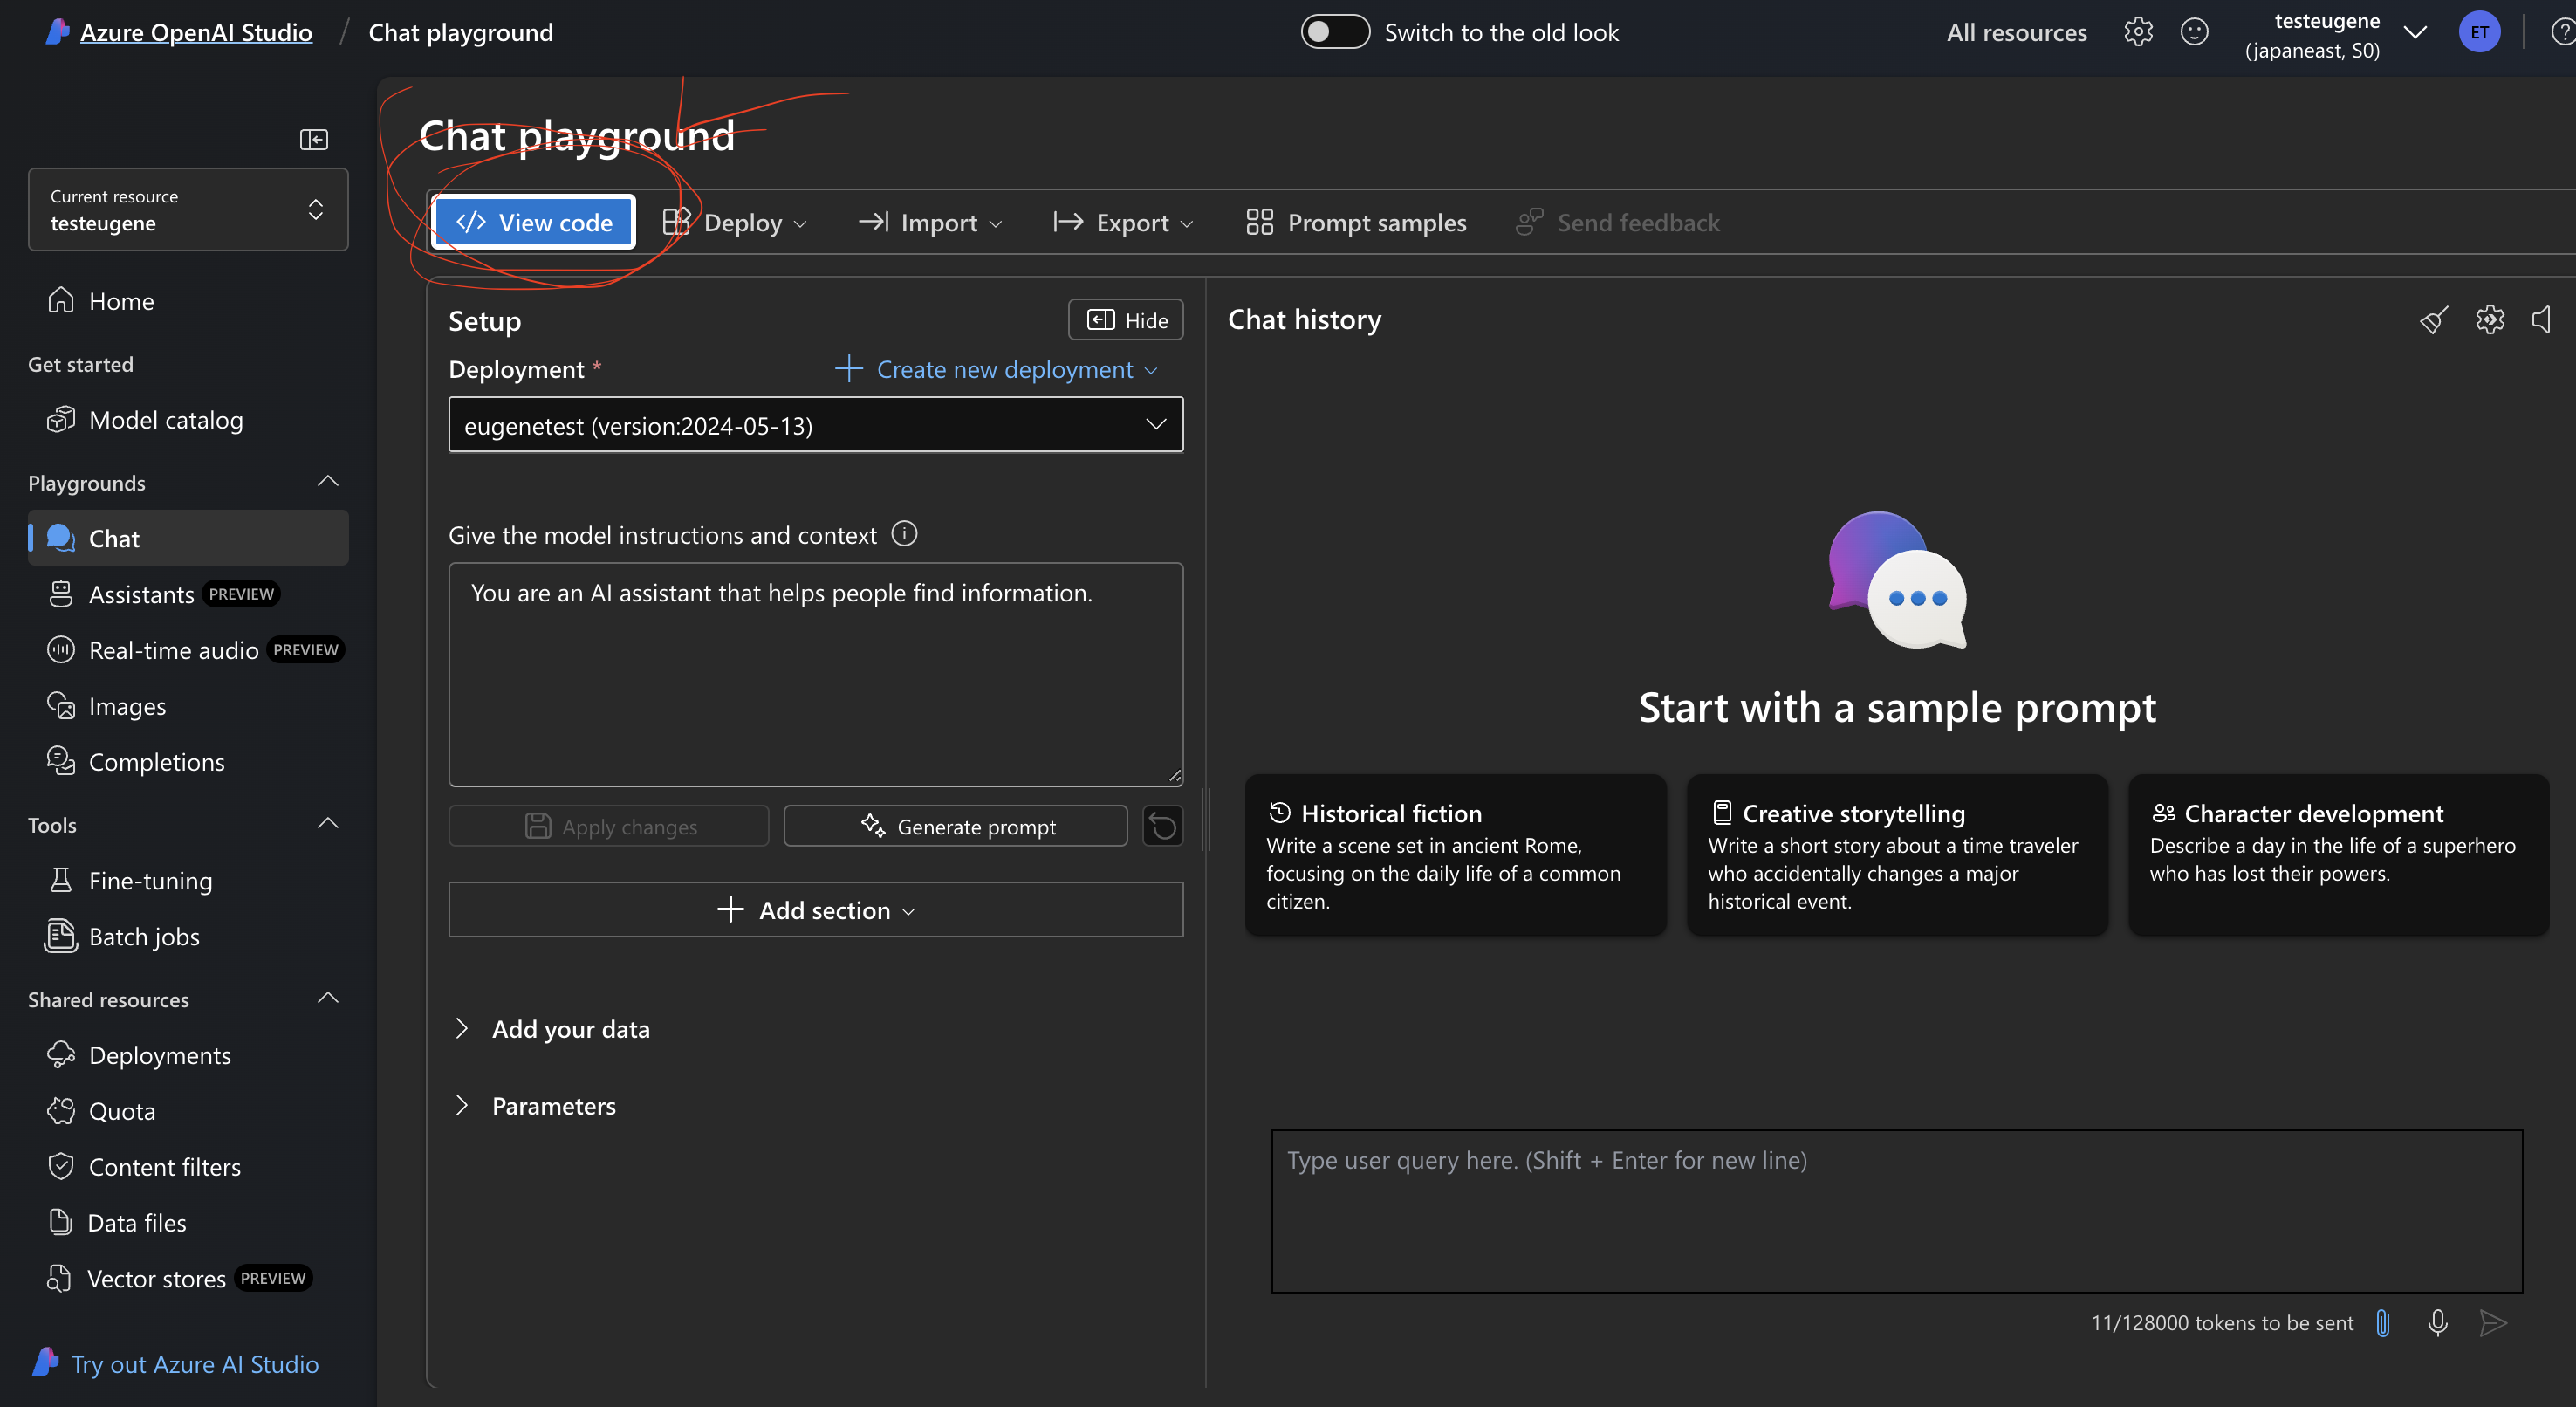 Azure OpenAI Studio / Chat playground
Switch to the old look
All resources
testeugene
(japaneast, S0)
ET
Current resource
testeugene
Home
Get started
Model catalog
Playgrounds
Chat
Assistants PREVIEW
Real-time audio PREVIEW
Images
Completions
Tools
Fine-tuning
Batch jobs
Shared resources
Deployments
Quota
Content filters
Data files
Vector stores PREVIEW
Try out Azure AI Studio
Chat playground
View code
Deploy
Import
Export
Prompt samples
Send feedback
Setup
Hide
Deployment *
Create new deployment
eugenetest (version:2024-05-13)
Give the model instructions and context
You are an AI assistant that helps people find information.
Apply changes
Generate prompt
Add section
Add your data
Parameters
Chat history
Start with a sample prompt
Historical fiction
Write a scene set in ancient Rome,
focusing on the daily life of a common
citizen.
Creative storytelling
Write a short story about a time traveler
who accidentally changes a major
historical event.
Character development
Describe a day in the life of a superhero
who has lost their powers.
Type user query here. (Shift + Enter for new line)
11/128000 tokens to be sent